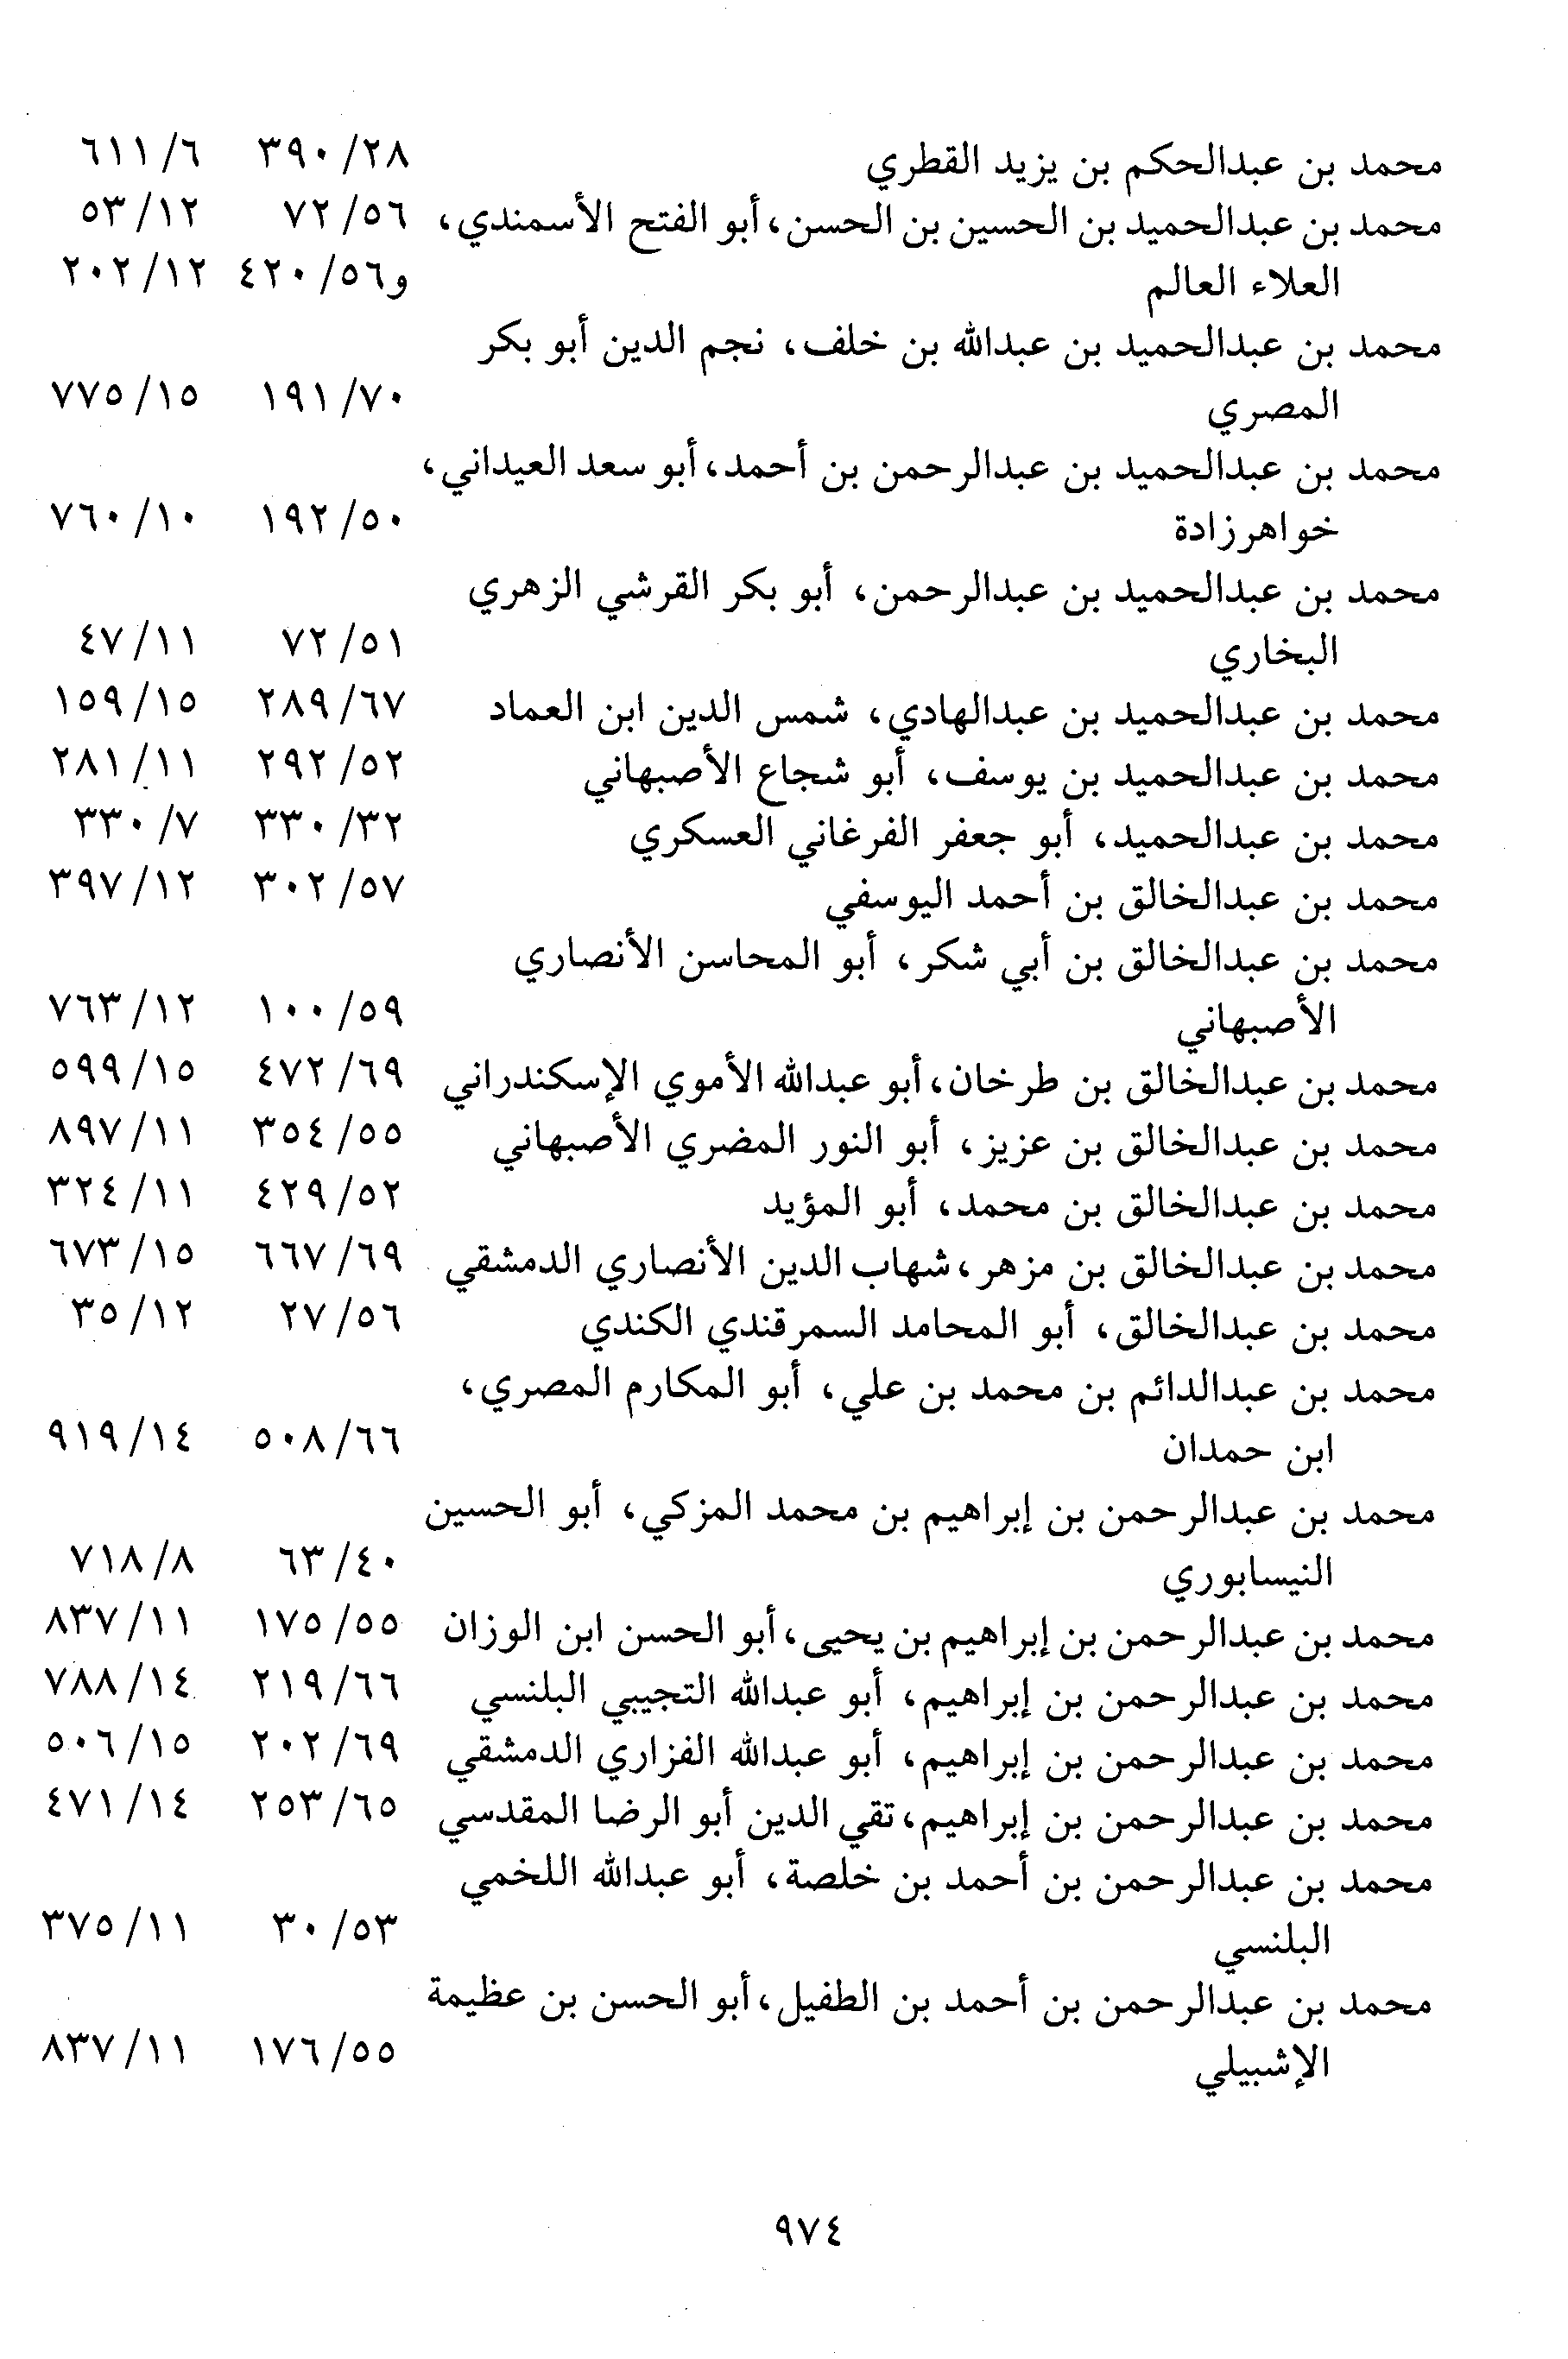 محمد بن عبدالحكم بن يزيد القطري ٢٨/ ٣٩٠ ٦/ ٦١١
محمد بن عبدالحميد بن الحسين بن الحسن، أبو الفتح الأسمندي، ٥٦/ ٧٢ ١٢/ ٥٣
العلاء العالم و٥٦/ ٤٢٠ ١٢/ ٢٠٢
محمد بن عبدالحميد بن عبدالله بن خلف، نجم الدين أبو بكر
المصري ٧٠/ ١٩١ ١٥/ ٧٧٥
محمد بن عبدالحميد بن عبدالرحمن بن أحمد، أبو سعد العيداني،
خواهرزادة ٥٠/ ١٩٢ ١٠/ ٧٦٠
محمد بن عبدالحميد بن عبدالرحمن، أبو بكر القرشي الزهري
البخاري ٥١/ ٧٢ ١١/ ٤٧
محمد بن عبدالحميد بن عبدالهادي، شمس الدين ابن العماد ٦٧/ ٢٨٩ ١٥/ ١٥٩
محمد بن عبدالحميد بن يوسف، أبو شجاع الأصبهاني ٥٢/ ٢٩٢ ١١/ ٢٨١
محمد بن عبدالحميد، أبو جعفر الفرغاني العسكري ٣٢/ ٣٣٠ ٧/ ٣٣٠
محمد بن عبدالخالق بن أحمد اليوسفي ٥٧/ ٣٠٢ ١٢/ ٣٩٧
محمد بن عبدالخالق بن أبي شكر، أبو المحاسن الأنصاري
الأصبهاني ٥٩/ ١٠٠ ١٢/ ٧٦٣
محمد بن عبدالخالق بن طرخان، أبو عبدالله الأموي الإسكندراني ٦٩/ ٤٧٢ ١٥/ ٥٩٩
محمد بن عبدالخالق بن عزيز، أبو النور المضري الأصبهاني ٥٥/ ٣٥٤ ١١/ ٨٩٧
محمد بن عبدالخالق بن محمد، أبو المؤيد ٥٢/ ٤٢٩ ١١/ ٣٢٤
محمد بن عبدالخالق بن مزهر، شهاب الدين الأنصاري الدمشقي ٦٩/ ٦٦٧ ١٥/ ٦٧٣
محمد بن عبدالخالق، أبو المحامد السمرقندي الكندي ٥٦/ ٢٧ ١٢/ ٣٥
محمد بن عبدالدائم بن محمد بن علي، أبو المكارم المصري،
ابن حمدان ٦٦/ ٥٠٨ ١٤/ ٩١٩
محمد بن عبدالرحمن بن إبراهيم بن محمد المزكي، أبو الحسين
النيسابوري ٤٠/ ٦٣ ٨/ ٧١٨
محمد بن عبدالرحمن بن إبراهيم بن يحيى، أبو الحسن ابن الوزان ٥٥/ ١٧٥ ١١/ ٨٣٧
محمد بن عبدالرحمن بن إبراهيم، أبو عبدالله التجيبي البلنسي ٦٦/ ٢١٩ ١٤/ ٧٨٨
محمد بن عبدالرحمن بن إبراهيم، أبو عبدالله الفزاري الدمشقي ٦٩/ ٢٠٢ ١٥/ ٥٠٦
محمد بن عبدالرحمن بن إبراهيم، تقي الدين أبو الرضا المقدسي ٦٥/ ٢٥٣ ١٤/ ٤٧١
محمد بن عبدالرحمن بن أحمد بن خلصة، أبو عبدالله اللخمي
البلنسي ٥٣/ ٣٠ ١١/ ٣٧٥
محمد بن عبدالرحمن بن أحمد بن الطفيل، أبو الحسن بن عظيمة
الإشبيلي ٥٥/ ١٧٦ ١١/ ٨٣٧
٩٧٤